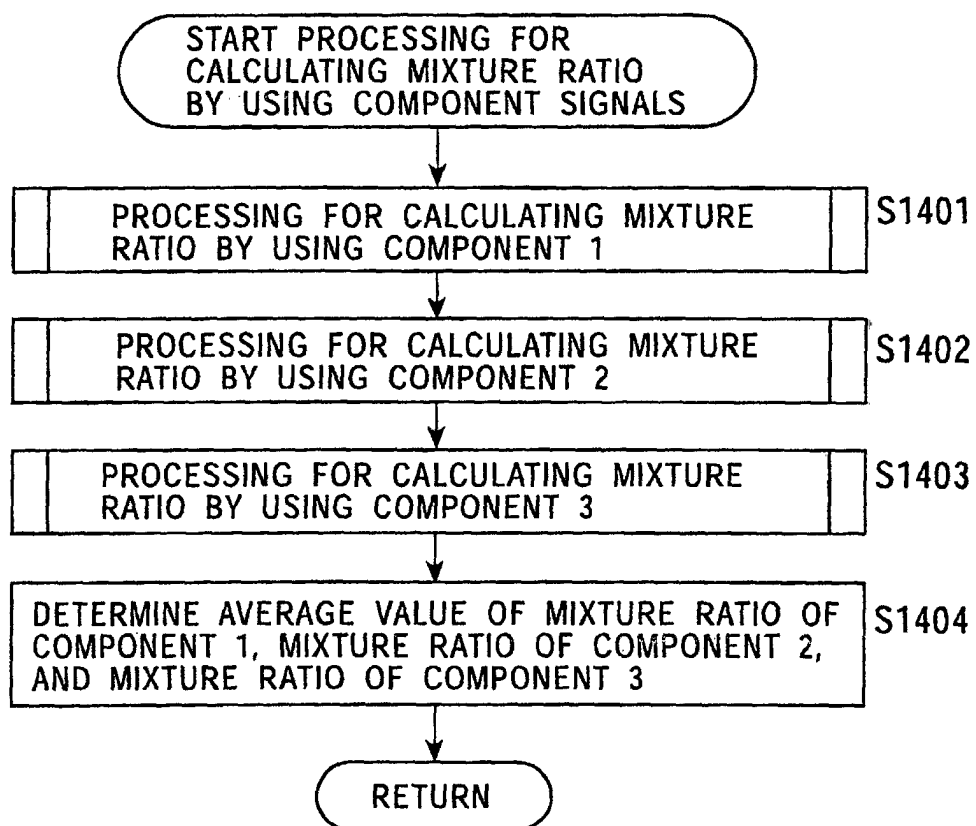 START PROCESSING FOR
CALCULATING MIXTURE RATIO
BY USING COMPONENT SIGNALS
PROCESSING FOR CALCULATING MIXTURE
RATIO BY USING COMPONENT 1
S1401
PROCESSING FOR CALCULATING MIXTURE
RATIO BY USING COMPONENT 2
S1402
PROCESSING FOR CALCULATING MIXTURE
RATIO BY USING COMPONENT 3
S1403
DETERMINE AVERAGE VALUE OF MIXTURE RATIO OF
COMPONENT 1, MIXTURE RATIO OF COMPONENT 2,
AND MIXTURE RATIO OF COMPONENT 3
S1404
RETURN